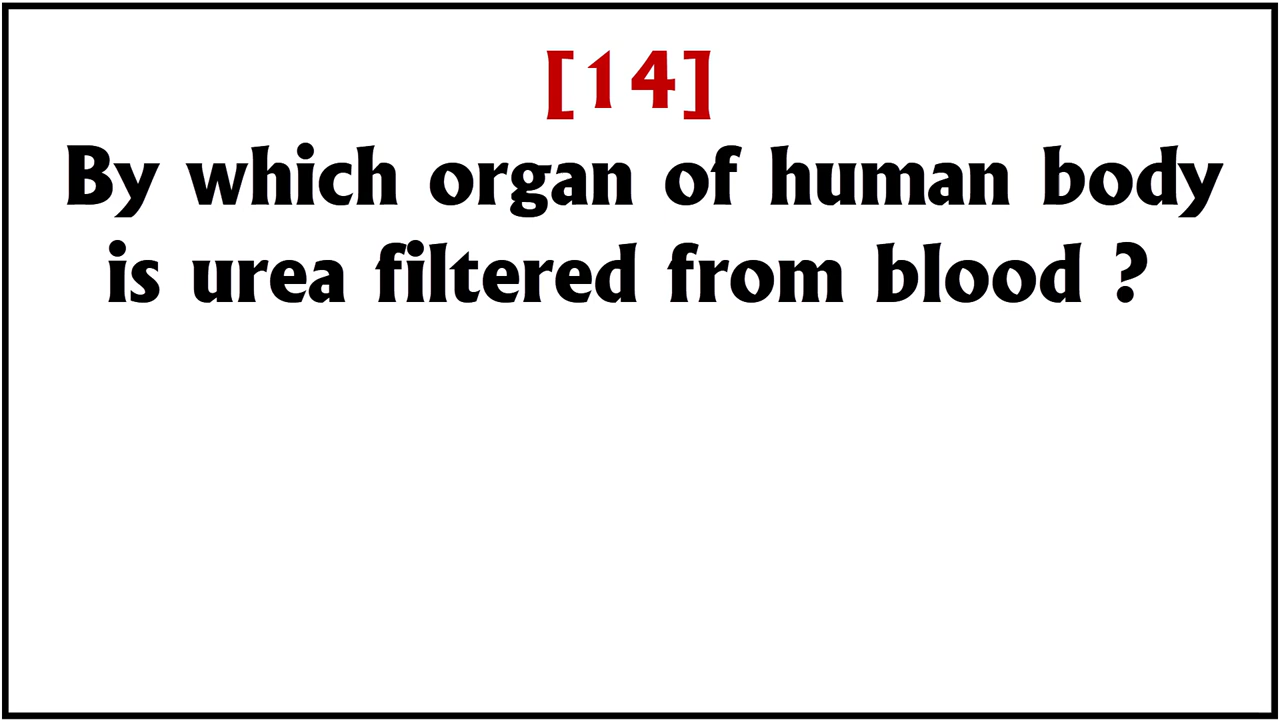 [14]
By which organ of human body
is urea filtered from blood ?